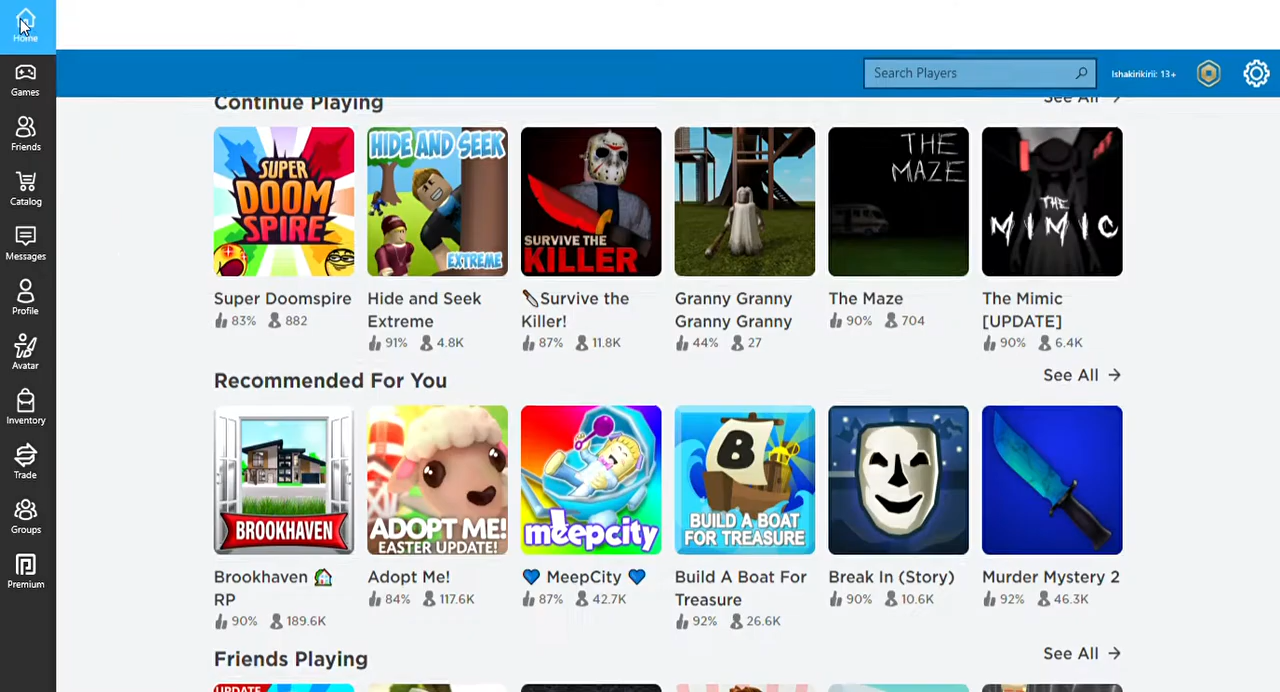 Home
Games
Friends
Catalog
Messages
Profile
Avatar
Inventory
Trade
Groups
Premium
Search Players
Ishakirikirii: 13+
Continue Playing
See All
SUPER
DOOM
SPIRE
HIDE AND SEEK
EXTREME
SURVIVE THE
KILLER
THE
MAZE
THE
MIMIC
Super Doomspire
83% 882
Hide and Seek
Extreme
91% 4.8K
🔪Survive the
Killer!
87% 11.8K
Granny Granny
Granny Granny
44% 27
The Maze
90% 704
The Mimic
[UPDATE]
90% 6.4K
Recommended For You
See All →
BROOKHAVEN
ADOPT ME!
EASTER UPDATE!
meepcity
B
BUILD A BOAT
FOR TREASURE
Brookhaven 🏡
RP
90% 189.6K
Adopt Me!
84% 117.6K
💙 MeepCity 💙
87% 42.7K
Build A Boat For
Treasure
92% 26.6K
Break In (Story)
90% 10.6K
Murder Mystery 2
92% 46.3K
Friends Playing
See All →
UPDATE